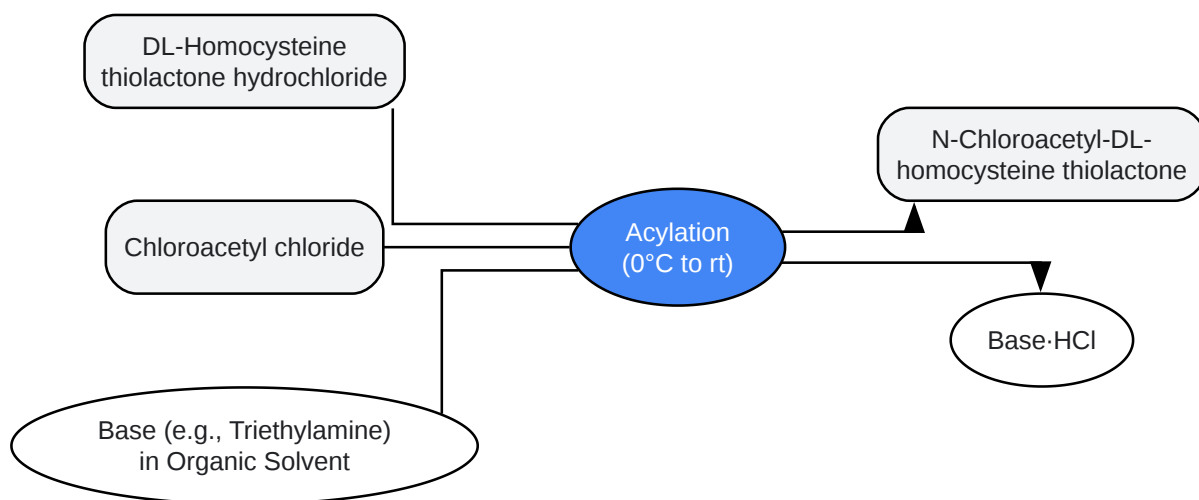 DL-Homocysteine
thiolactone hydrochloride
N-Chloroacetyl-DL-
homocysteine thiolactone
Chloroacetyl chloride
Acylation
(0°C to rt)
Base·HCl
Base (e.g., Triethylamine)
in Organic Solvent